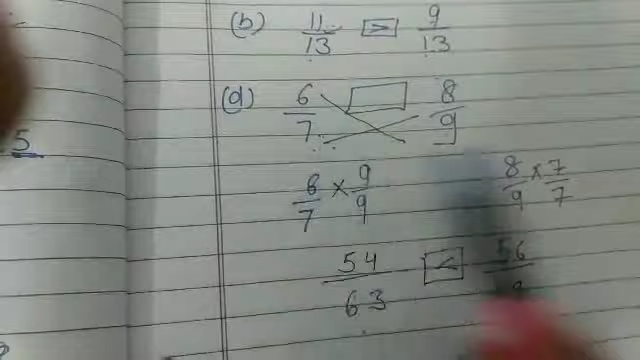 (b) 11/13 > 9/13
5
(d) 6/7 8/9
6/7 × 9/9 8/9 × 7/7
54/63 < 56